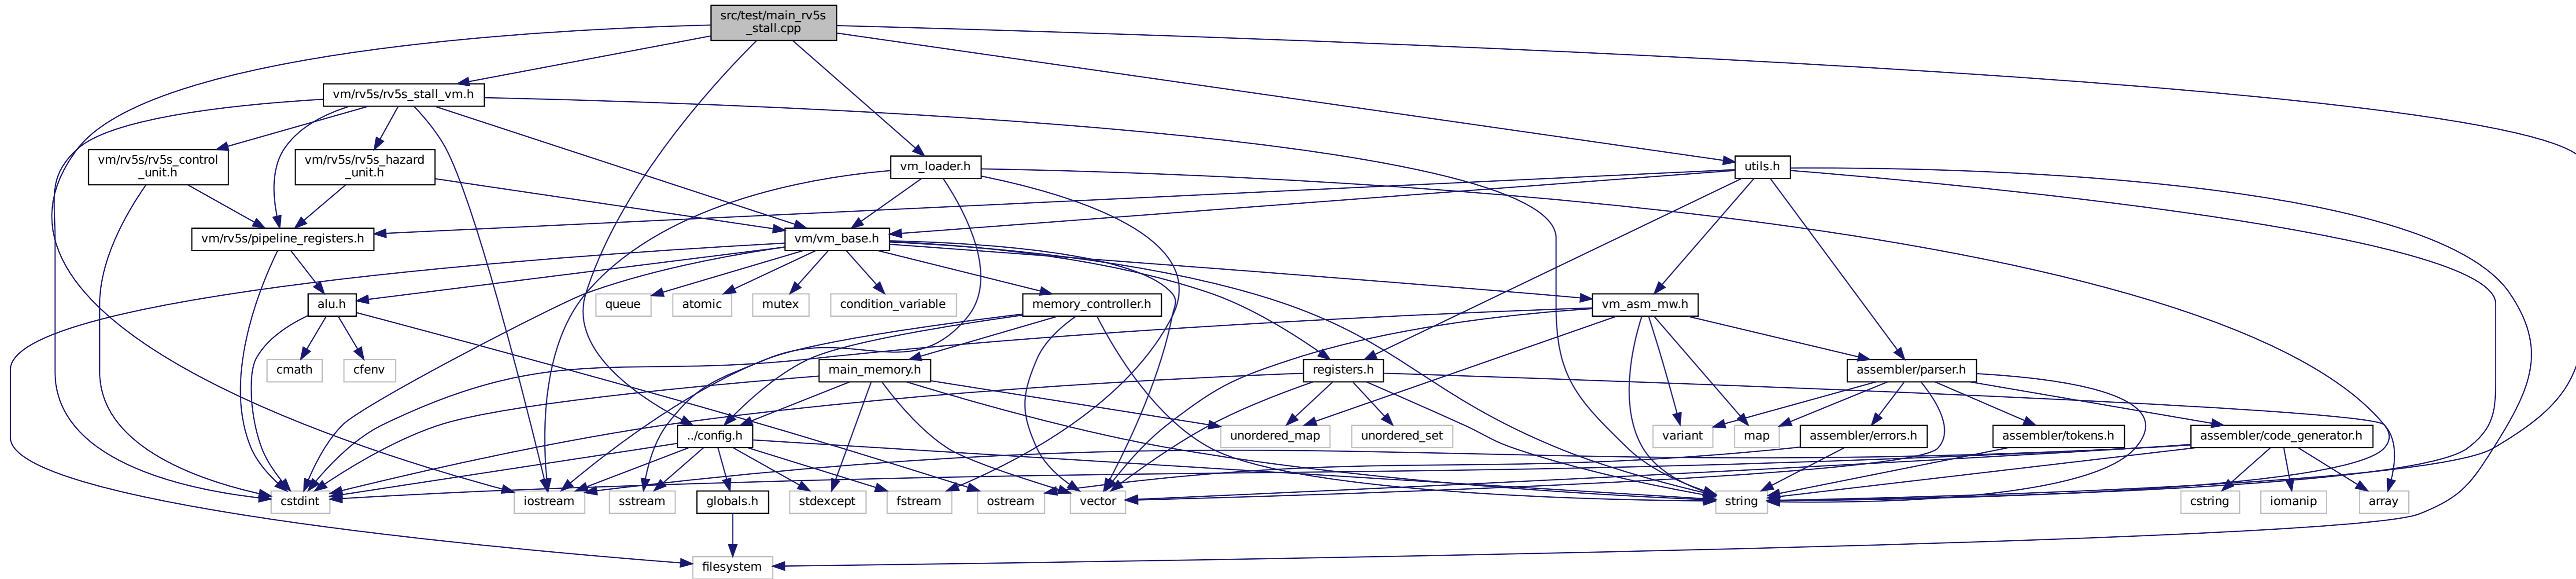 src/test/main_rv5s
_stall.cpp
vm/rv5s/rv5s_stall_vm.h
vm/rv5s/rv5s_control
_unit.h
vm/rv5s/rv5s_hazard
_unit.h
vm_loader.h
utils.h
vm/rv5s/pipeline_registers.h
vm/vm_base.h
alu.h
queue
atomic
mutex
condition_variable
memory_controller.h
vm_asm_mw.h
cmath
cfenv
main_memory.h
registers.h
assembler/parser.h
../config.h
unordered_map
unordered_set
variant
map
assembler/errors.h
assembler/tokens.h
assembler/code_generator.h
cstdint
iostream
sstream
globals.h
stdexcept
fstream
ostream
vector
string
cstring
iomanip
array
filesystem